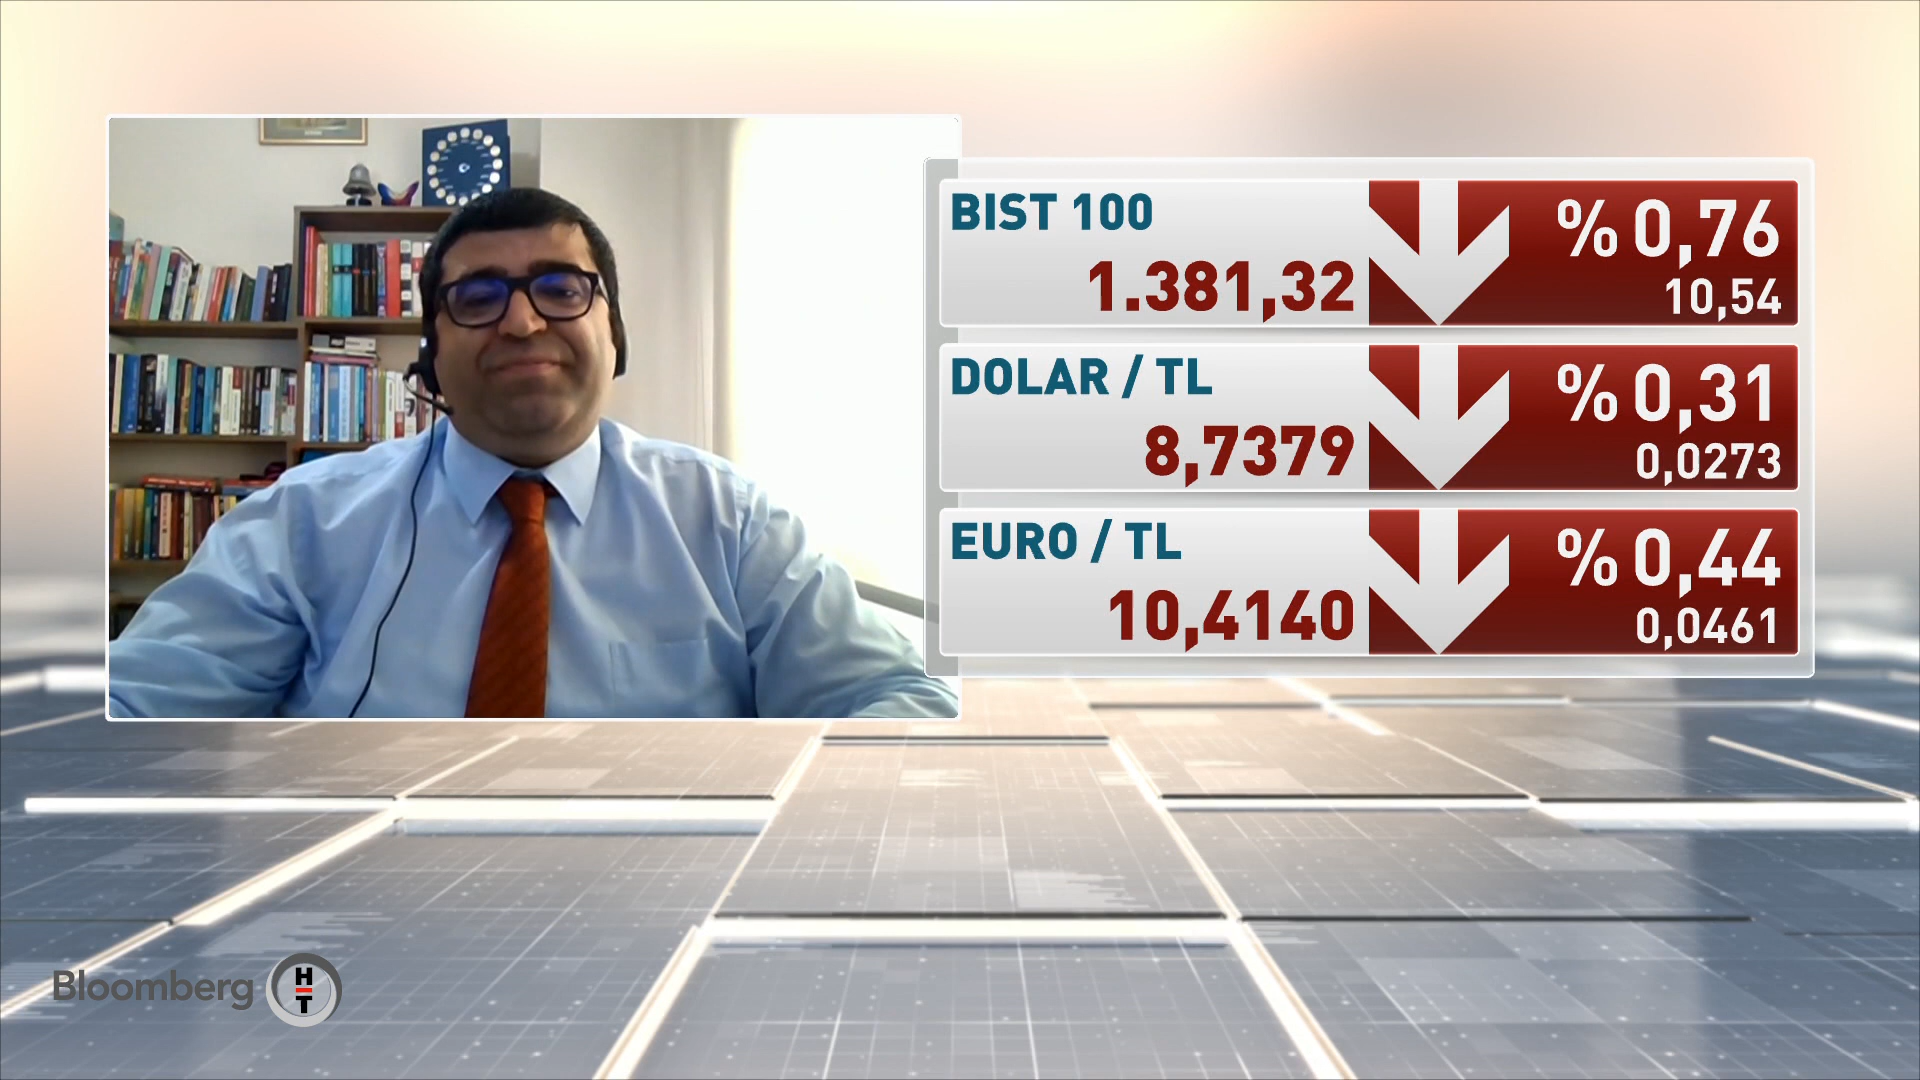 BIST 100
1.381,32
% 0,76
10,54
DOLAR / TL
8,7379
% 0,31
0,0273
EURO / TL
10,4140
% 0,44
0,0461
Bloomberg HT